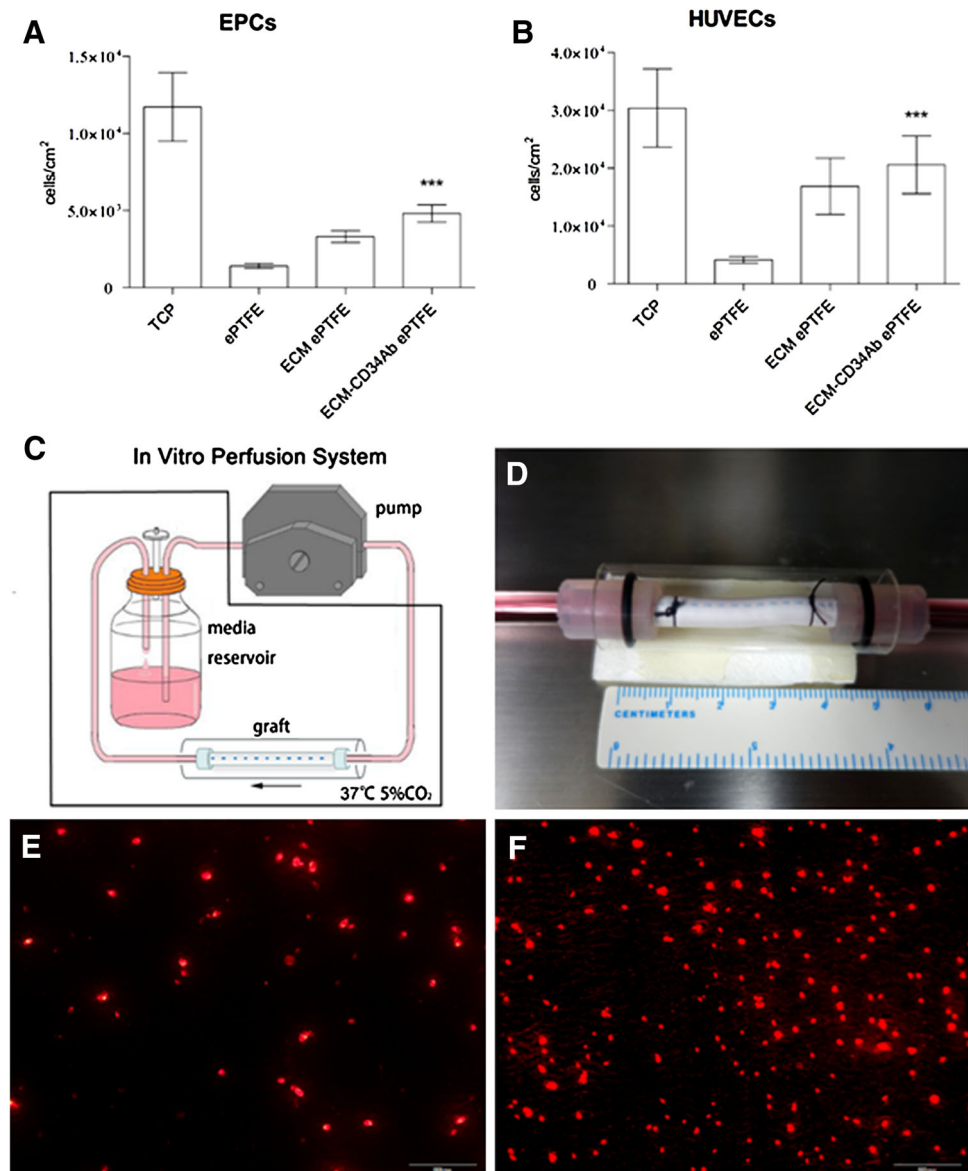 A
EPCs
1.5×10⁴
1.0×10⁴
5.0×10³
0
cells/cm²
***
TCP
ePTFE
ECM ePTFE
ECM-CD34Ab ePTFE
B
HUVECs
4.0×10⁴
3.0×10⁴
2.0×10⁴
1.0×10⁴
0
cells/cm²
***
TCP
ePTFE
ECM ePTFE
ECM-CD34Ab ePTFE
C
In Vitro Perfusion System
pump
media
reservoir
graft
37°C 5%CO₂
D
CENTIMETERS
1 2 3 4 5 6
E
F